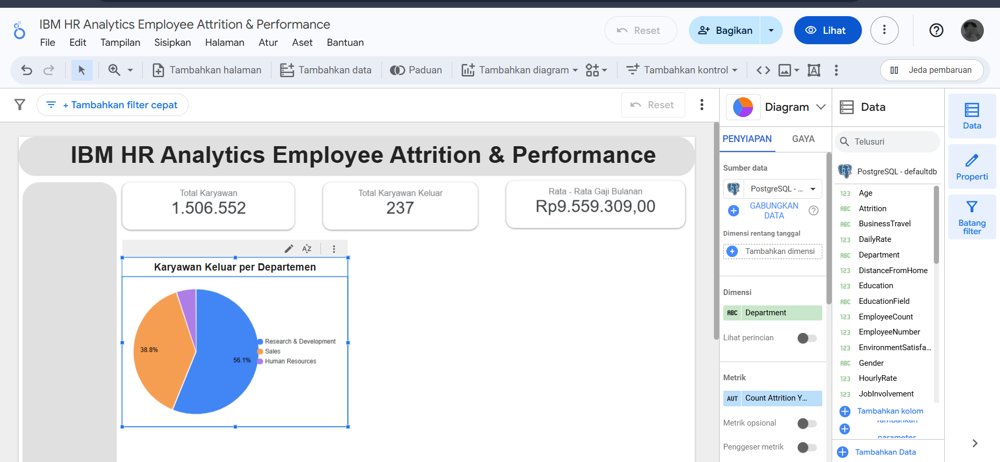 IBM HR Analytics Employee Attrition & Performance
File Edit Tampilan Sisipkan Halaman Atur Aset Bantuan
Reset
Bagikan
Lihat
Tambahkan halaman
Tambahkan data
Paduan
Tambahkan diagram
Tambahkan kontrol
Jeda pembaruan
+ Tambahkan filter cepat
Reset
IBM HR Analytics Employee Attrition & Performance
Total Karyawan
1.506.552
Total Karyawan Keluar
237
Rata - Rata Gaji Bulanan
Rp9.559.309,00
AZ
Karyawan Keluar per Departemen
38.8%
56.1%
Research & Development
Sales
Human Resources
Diagram
PENYIAPAN GAYA
Sumber data
PostgreSQL - ...
GABUNGKAN
DATA
Dimensi rentang tanggal
Tambahkan dimensi
Dimensi
ABC Department
Lihat perincian
Metrik
AUT Count Attrition Y...
Metrik opsional
Penggeser metrik
Data
Telusuri
PostgreSQL - defaultdb
123 Age
ABC Attrition
ABC BusinessTravel
123 DailyRate
ABC Department
123 DistanceFromHome
123 Education
ABC EducationField
123 EmployeeCount
123 EmployeeNumber
123 EnvironmentSatisfa...
ABC Gender
123 HourlyRate
123 JobInvolvement
Tambahkan kolom
Tambahkan
parameter
Tambahkan Data
Data
Properti
Batang
filter